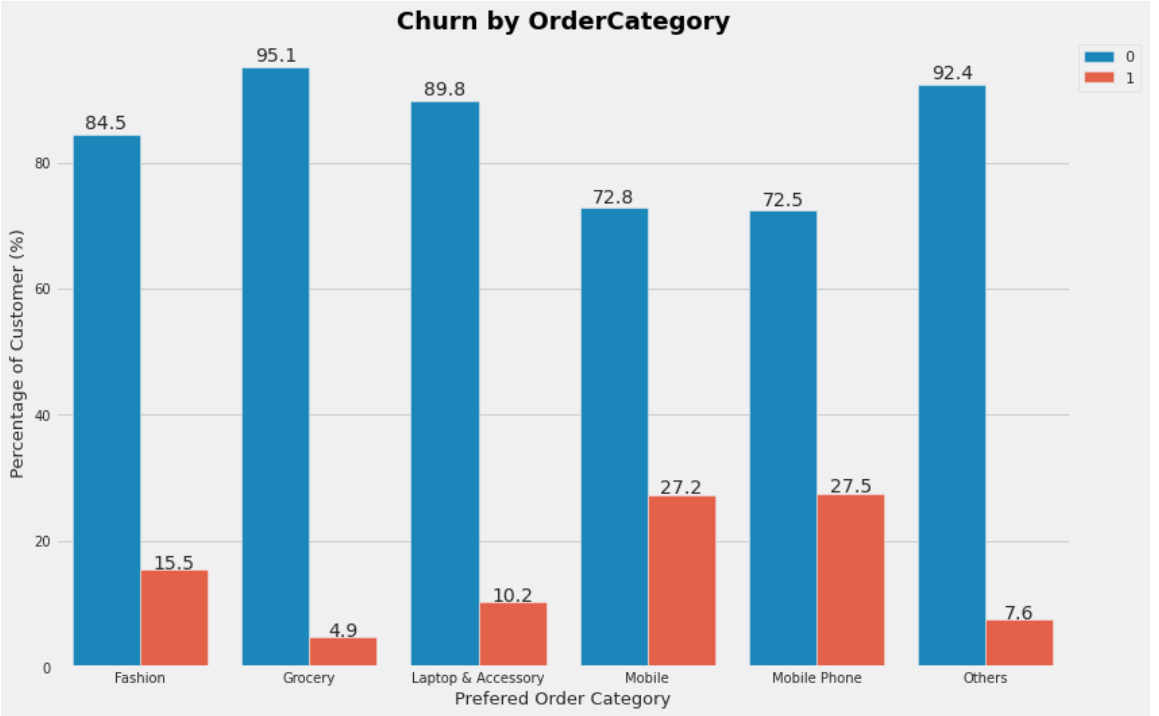 Churn by OrderCategory
0
1
95.1
92.4
89.8
84.5
72.8
72.5
27.2
27.5
15.5
10.2
7.6
4.9
80
60
40
20
0
Percentage of Customer (%)
Fashion
Grocery
Laptop & Accessory
Mobile
Mobile Phone
Others
Prefered Order Category